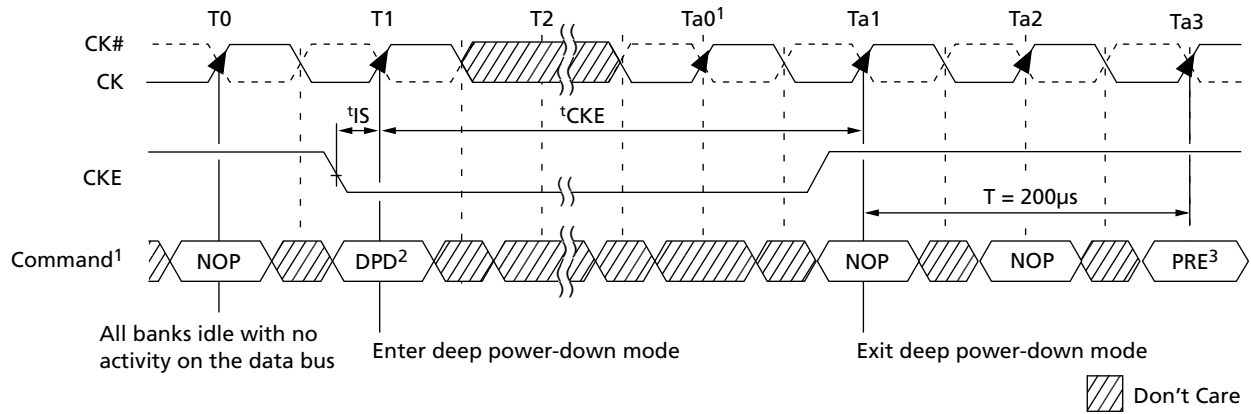 T0 T1 T2 Ta0¹ Ta1 Ta2 Ta3
CK#
CK
ᵗIS ᵗCKE
CKE
T = 200μs
Command¹ NOP DPD² NOP NOP PRE³
All banks idle with no
activity on the data bus
Enter deep power-down mode
Exit deep power-down mode
Don't Care